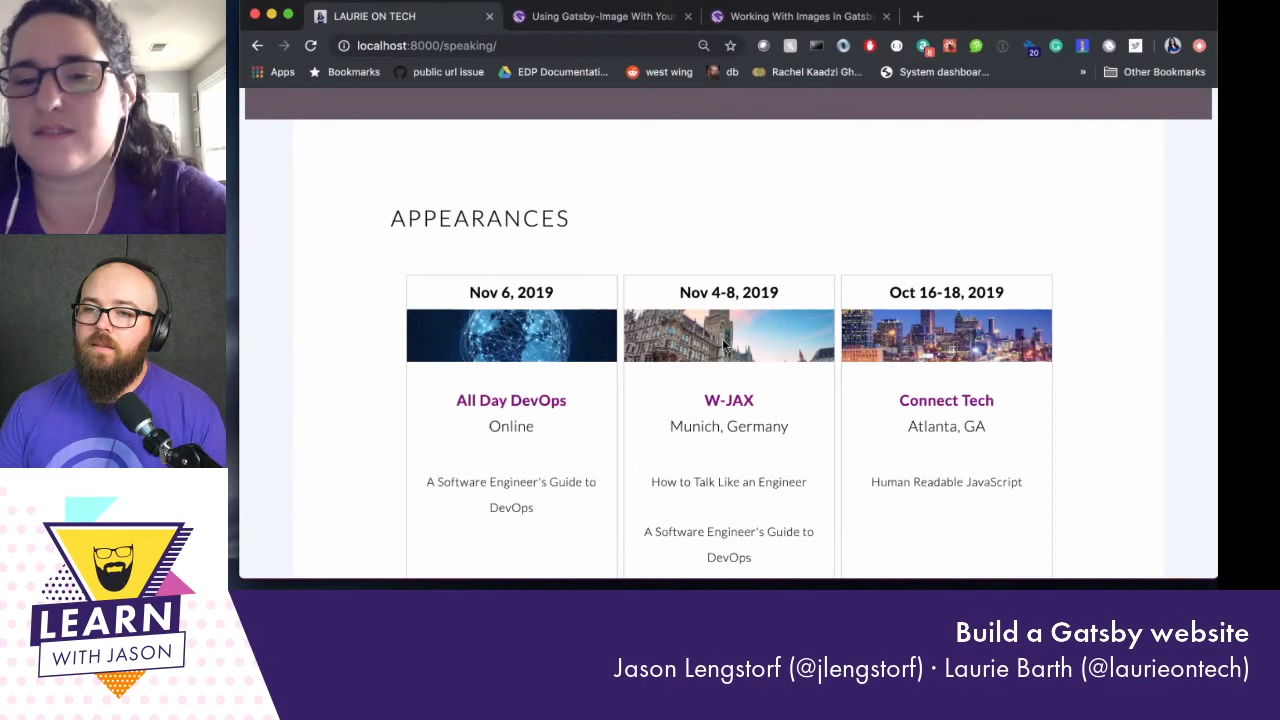 LAURIE ON TECH
Using Gatsby-Image With Your
Working With Images in Gatsby
localhost:8000/speaking/
8
20
Apps
Bookmarks
public url issue
EDP Documentati...
west wing
db
Rachel Kaadzi Gh...
System dashboar...
»
Other Bookmarks
APPEARANCES
Nov 6, 2019
Nov 4-8, 2019
Oct 16-18, 2019
All Day DevOps
W-JAX
Connect Tech
Online
Munich, Germany
Atlanta, GA
A Software Engineer's Guide to
DevOps
How to Talk Like an Engineer
A Software Engineer's Guide to
DevOps
Human Readable JavaScript
LEARN
WITH JASON
Build a Gatsby website
Jason Lengstorf (@jlengstorf) · Laurie Barth (@laurieontech)